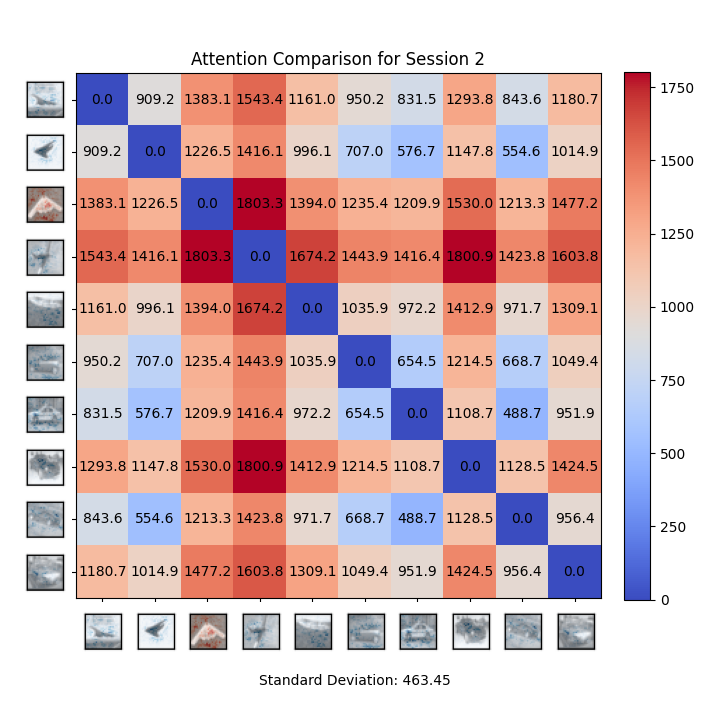 Attention Comparison for Session 2
0.0 909.2 1383.1 1543.4 1161.0 950.2 831.5 1293.8 843.6 1180.7
909.2 0.0 1226.5 1416.1 996.1 707.0 576.7 1147.8 554.6 1014.9
1383.1 1226.5 0.0 1803.3 1394.0 1235.4 1209.9 1530.0 1213.3 1477.2
1543.4 1416.1 1803.3 0.0 1674.2 1443.9 1416.4 1800.9 1423.8 1603.8
1161.0 996.1 1394.0 1674.2 0.0 1035.9 972.2 1412.9 971.7 1309.1
950.2 707.0 1235.4 1443.9 1035.9 0.0 654.5 1214.5 668.7 1049.4
831.5 576.7 1209.9 1416.4 972.2 654.5 0.0 1108.7 488.7 951.9
1293.8 1147.8 1530.0 1800.9 1412.9 1214.5 1108.7 0.0 1128.5 1424.5
843.6 554.6 1213.3 1423.8 971.7 668.7 488.7 1128.5 0.0 956.4
1180.7 1014.9 1477.2 1603.8 1309.1 1049.4 951.9 1424.5 956.4 0.0
1750
1500
1250
1000
750
500
250
0
Standard Deviation: 463.45